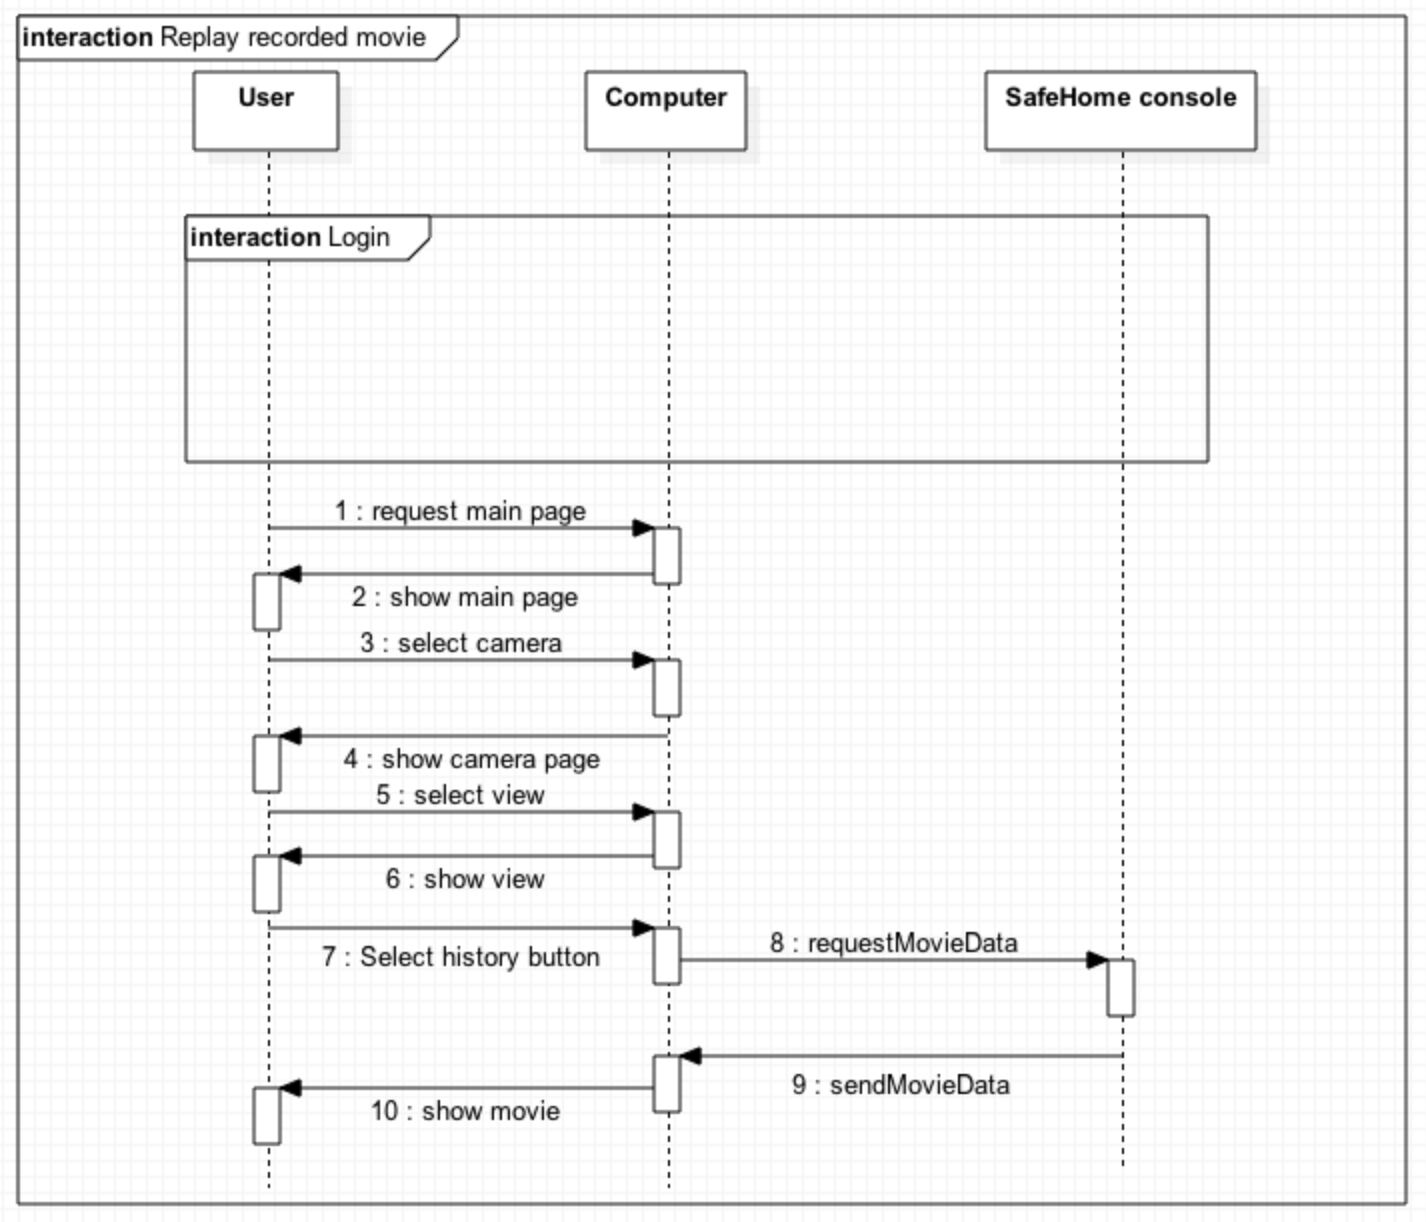 interaction Replay recorded movie
User
Computer
SafeHome console
interaction Login
1 : request main page
2 : show main page
3 : select camera
4 : show camera page
5 : select view
6 : show view
7 : Select history button
8 : requestMovieData
9 : sendMovieData
10 : show movie